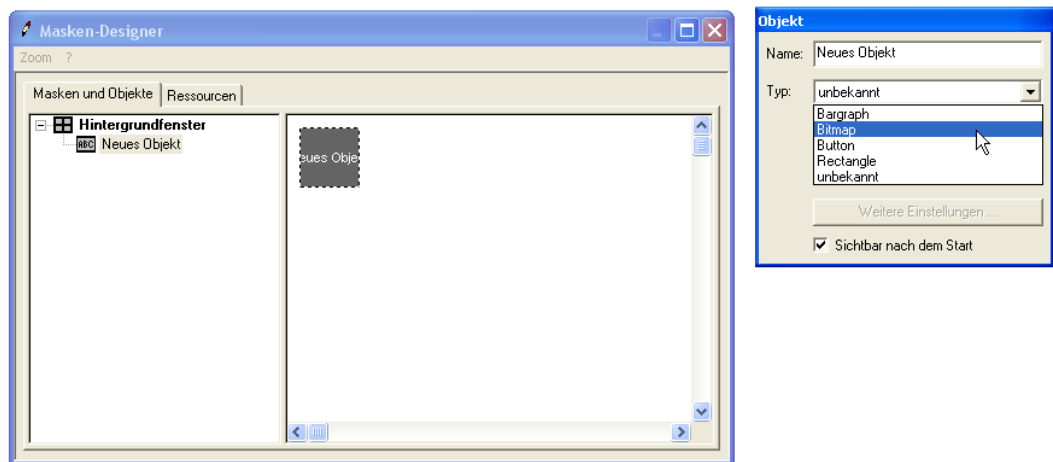 Masken-Designer
Zoom ?
Masken und Objekte Ressourcen
Hintergrundfenster
ABC Neues Objekt
eues Obje
Objekt
Name: Neues Objekt
Typ: unbekannt
Bargraph
Bitmap
Button
Rectangle
unbekannt
Weitere Einstellungen ...
Sichtbar nach dem Start